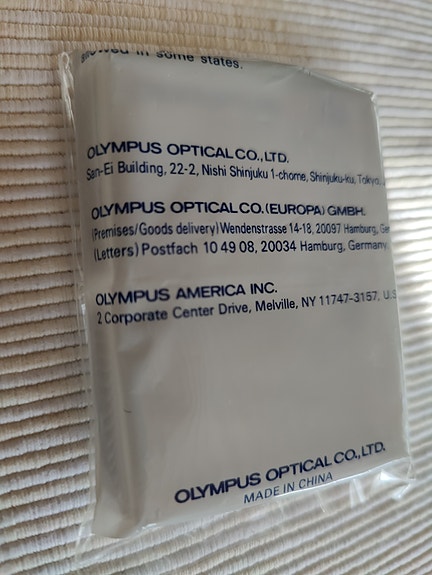 allowed in some states.
OLYMPUS OPTICAL CO., LTD.
San-Ei Building, 22-2, Nishi Shinjuku 1-chome, Shinjuku-ku, Tokyo,
OLYMPUS OPTICAL CO. (EUROPA) GMBH.
(Premises/Goods delivery) Wendenstrasse 14-18, 20097 Hamburg, Ger
(Letters) Postfach 10 49 08, 20034 Hamburg, Germany
OLYMPUS AMERICA INC.
2 Corporate Center Drive, Melville, NY 11747-3157, U.S
OLYMPUS OPTICAL CO., LTD.
MADE IN CHINA